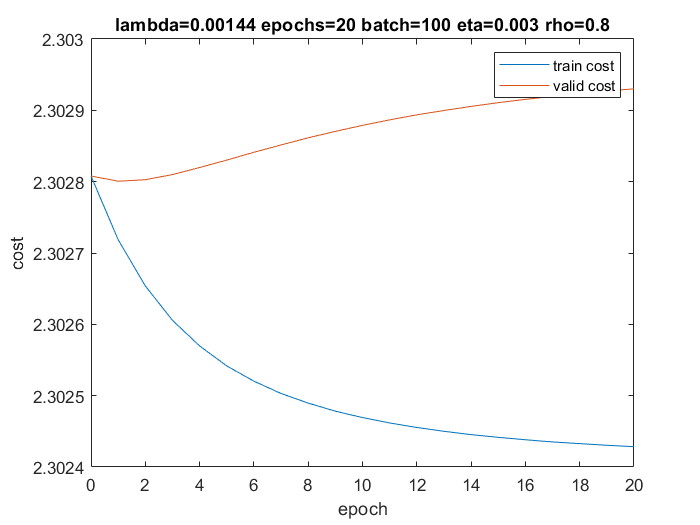 lambda=0.00144 epochs=20 batch=100 eta=0.003 rho=0.8
2.303
2.3029
2.3028
2.3027
2.3026
2.3025
2.3024
cost
train cost
valid cost
0 2 4 6 8 10 12 14 16 18 20
epoch